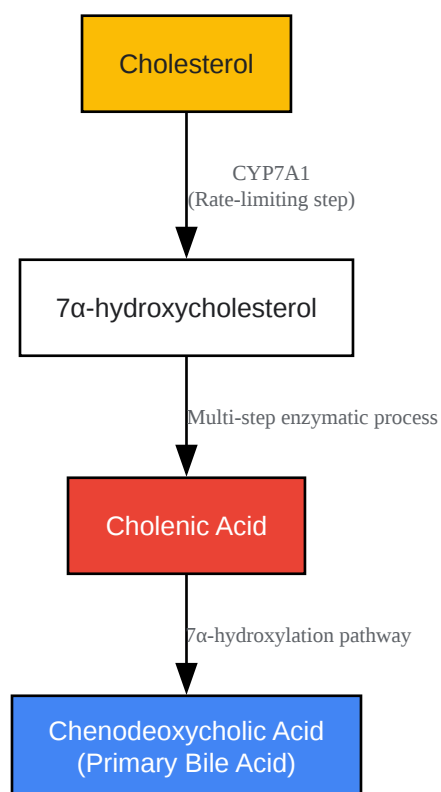 Cholesterol
CYP7A1
(Rate-limiting step)
7α-hydroxycholesterol
Multi-step enzymatic process
Cholenic Acid
7α-hydroxylation pathway
Chenodeoxycholic Acid
(Primary Bile Acid)